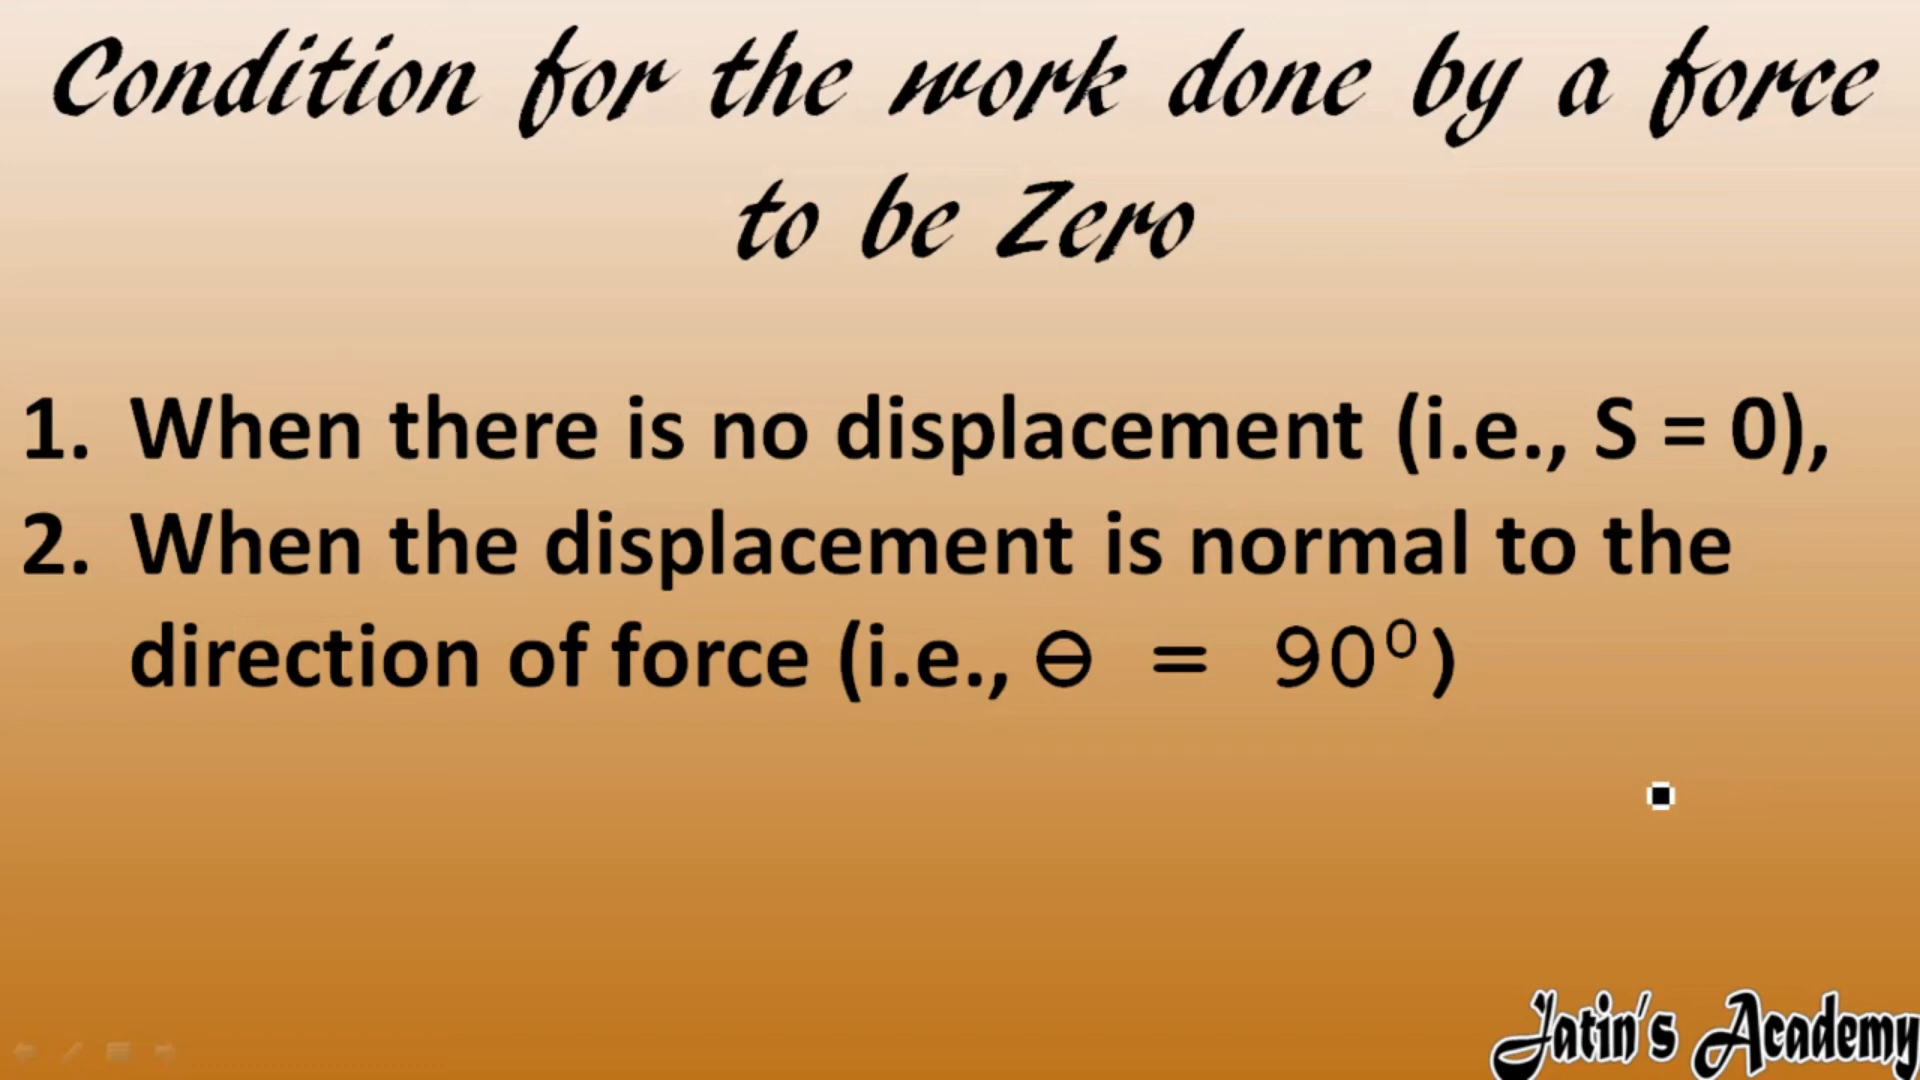 Condition for the work done by a force
to be Zero
1. When there is no displacement (i.e., S = 0),
2. When the displacement is normal to the
direction of force (i.e., Ө = 90⁰)
Jatin's Academy